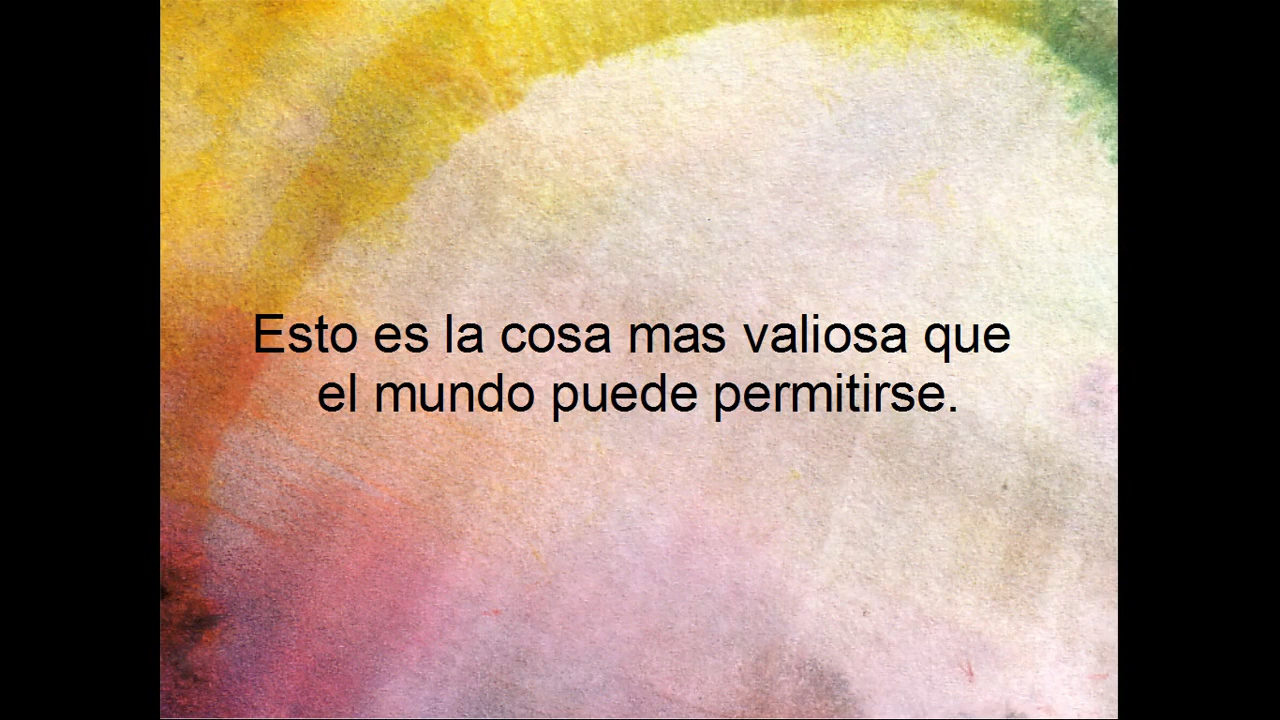 Esto es la cosa mas valiosa que
el mundo puede permitirse.